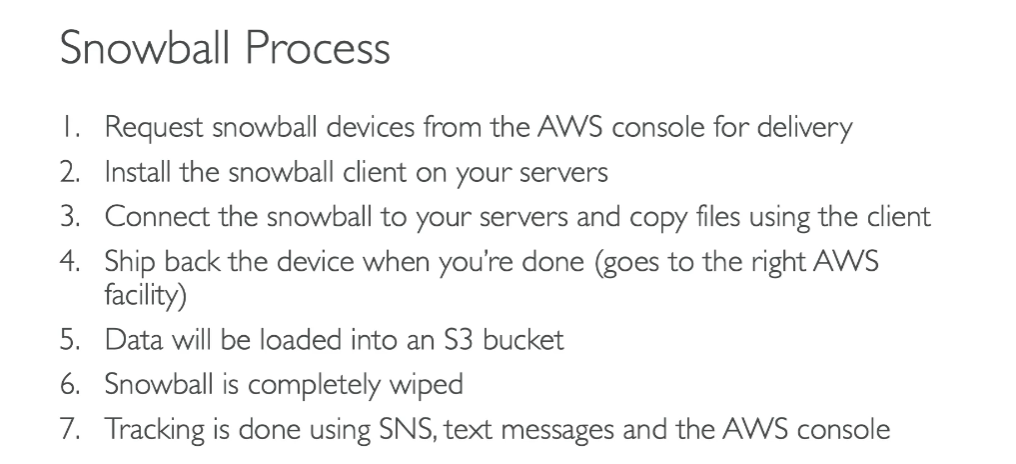 Snowball Process
1. Request snowball devices from the AWS console for delivery
2. Install the snowball client on your servers
3. Connect the snowball to your servers and copy files using the client
4. Ship back the device when you're done (goes to the right AWS
facility)
5. Data will be loaded into an S3 bucket
6. Snowball is completely wiped
7. Tracking is done using SNS, text messages and the AWS console